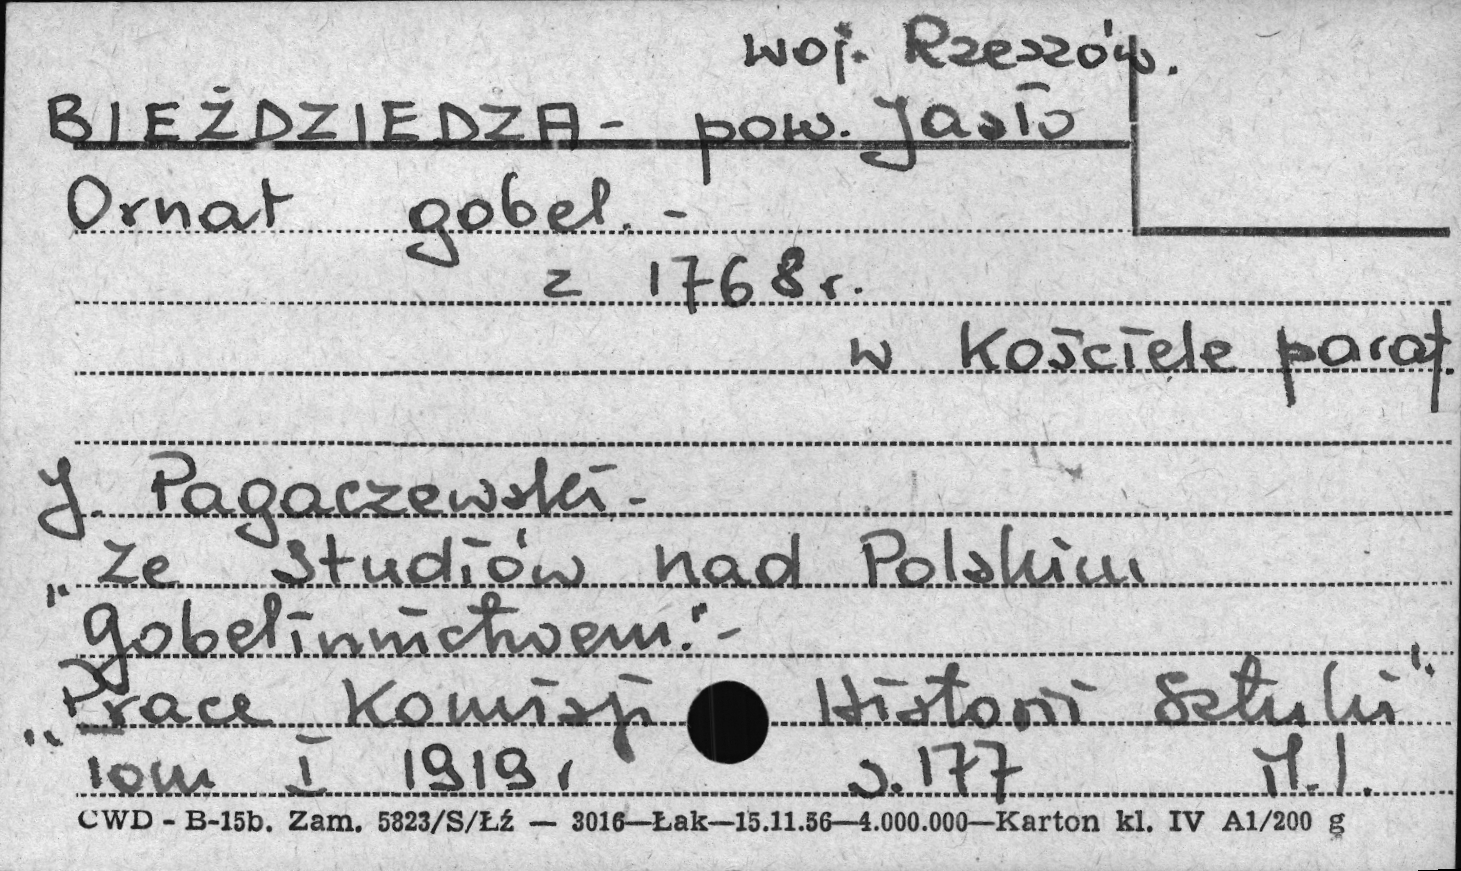 woj. Rzeszów.
BIEŹDZIEDZA - pow. Jasło
Ornat gobel. -
z 1768 r.
w Kościele paraf.
J. Pagaczewski -
"Ze studiów nad Polskim
gobelinnictwem." -
"Prace Komisji Historii Sztuki".
tom I 1919 r s. 177 il. 1.
CWD - B-15b. Zam. 5823/S/Łź — 3016—Łak—15.11.56—4.000.000—Karton kl. IV A1/200 g